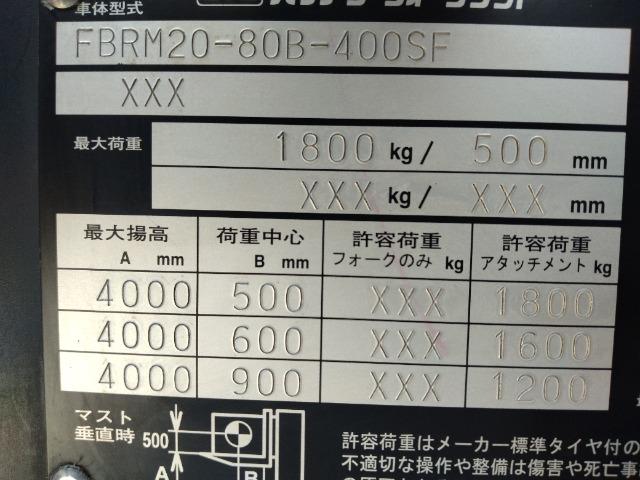 車体型式
FBRM20-80B-400SF
XXX
最大荷重 1800 kg / 500 mm
XXX kg / XXX mm
最大揚高 A mm 荷重中心 B mm 許容荷重 フォークのみ kg 許容荷重 アタッチメント kg
4000 500 XXX 1800
4000 600 XXX 1600
4000 900 XXX 1200
マスト
垂直時 500
A B
許容荷重はメーカー標準タイヤ付の
不適切な操作や整備は傷害や死亡事